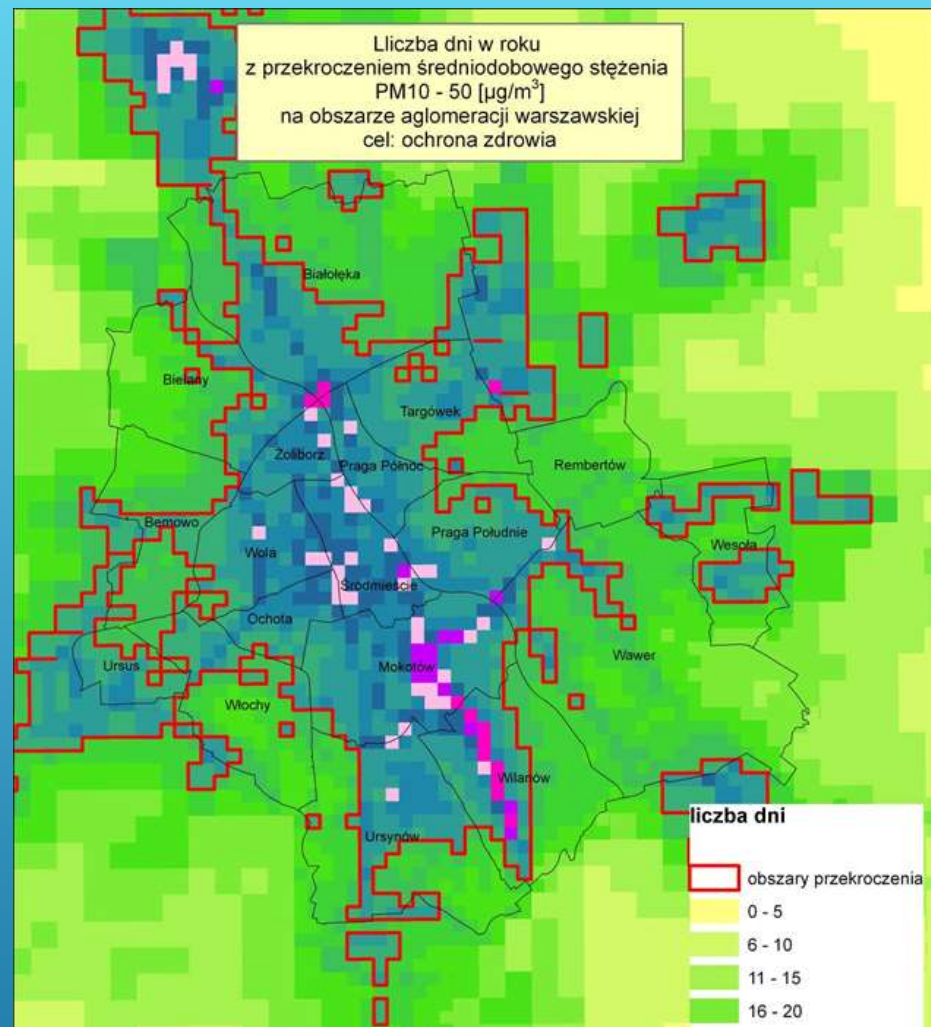 Lliczba dni w roku
z przekroczeniem średniodobowego stężenia
PM10 - 50 [µg/m³]
na obszarze aglomeracji warszawskiej
cel: ochrona zdrowia
Białołęka
Bielany
Targówek
Żoliborz
Praga Północ
Rembertów
Bemowo
Wola
Praga Południe
Wesoła
Śródmieście
Ochota
Ursus
Mokotów
Wawer
Włochy
Wilanów
Ursynów
liczba dni
obszary przekroczenia
0 - 5
6 - 10
11 - 15
16 - 20